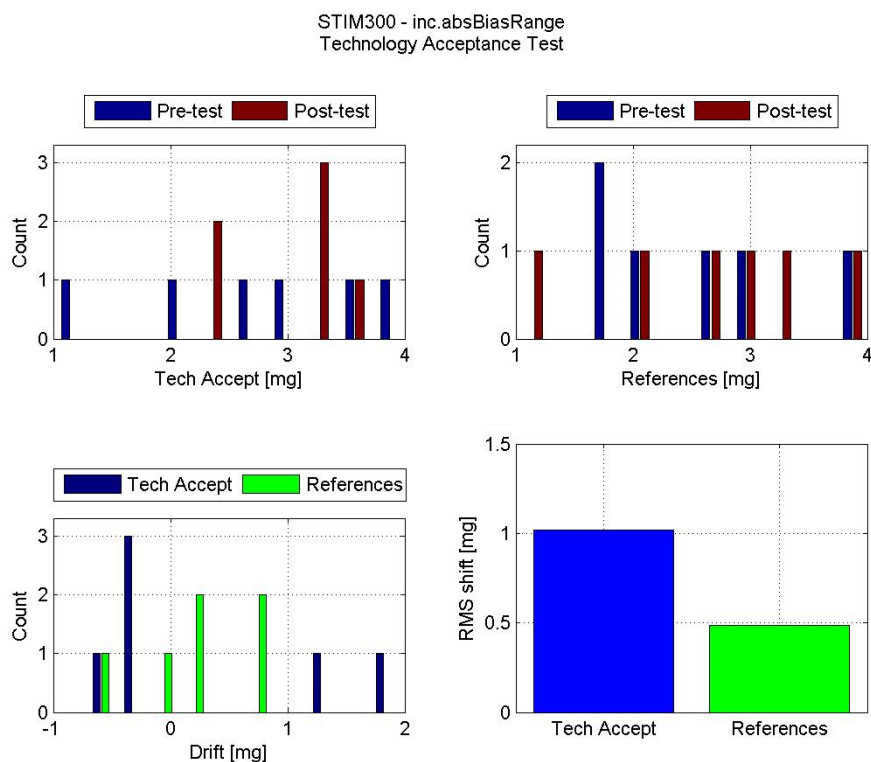 STIM300 - inc.absBiasRange
Technology Acceptance Test
Pre-test Post-test
3
2
1
0
Count
1 2 3 4
Tech Accept [mg]
Pre-test Post-test
2
1
0
Count
1 2 3 4
References [mg]
Tech Accept References
3
2
1
0
Count
-1 0 1 2
Drift [mg]
1.5
1
0.5
0
RMS shift [mg]
Tech Accept References